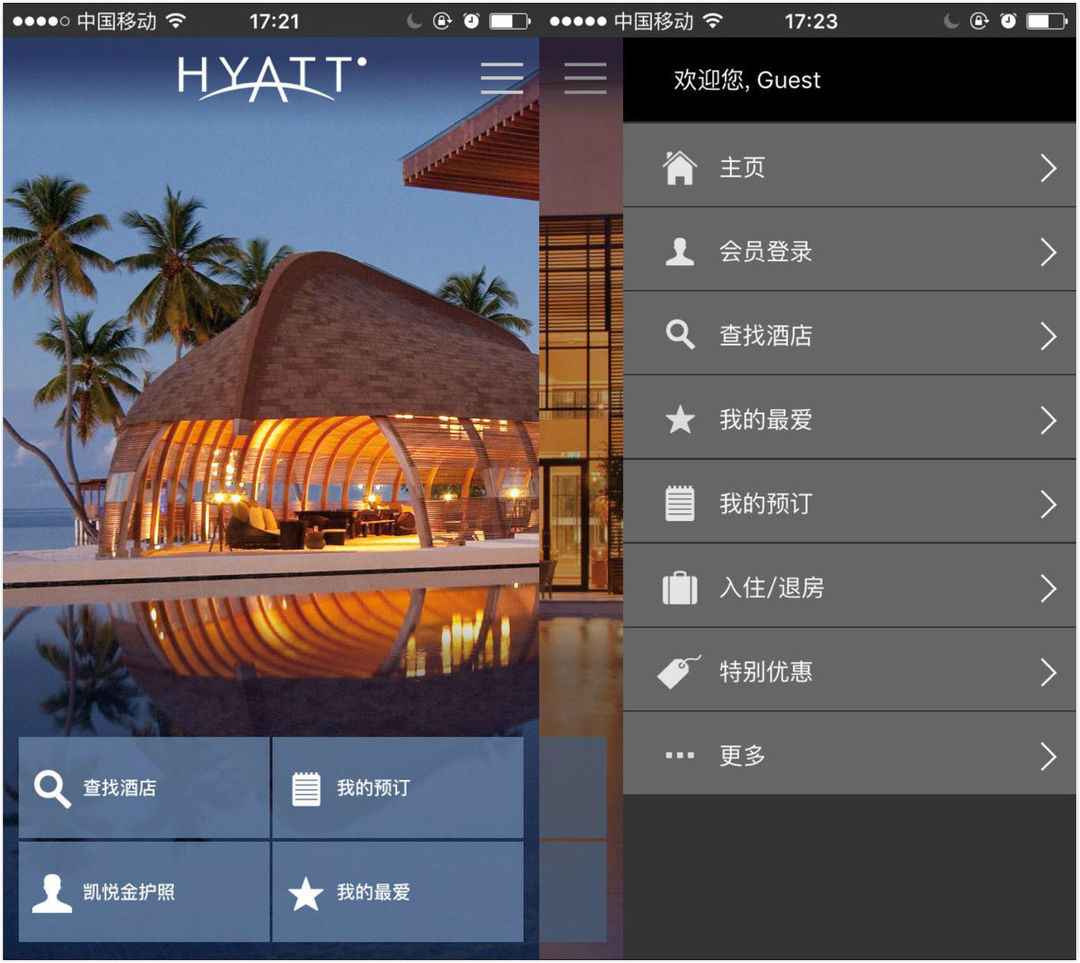 中国移动 17:21
HYATT
查找酒店
我的预订
凯悦金护照
我的最爱
中国移动 17:23
欢迎您, Guest
主页
会员登录
查找酒店
我的最爱
我的预订
入住/退房
特别优惠
更多